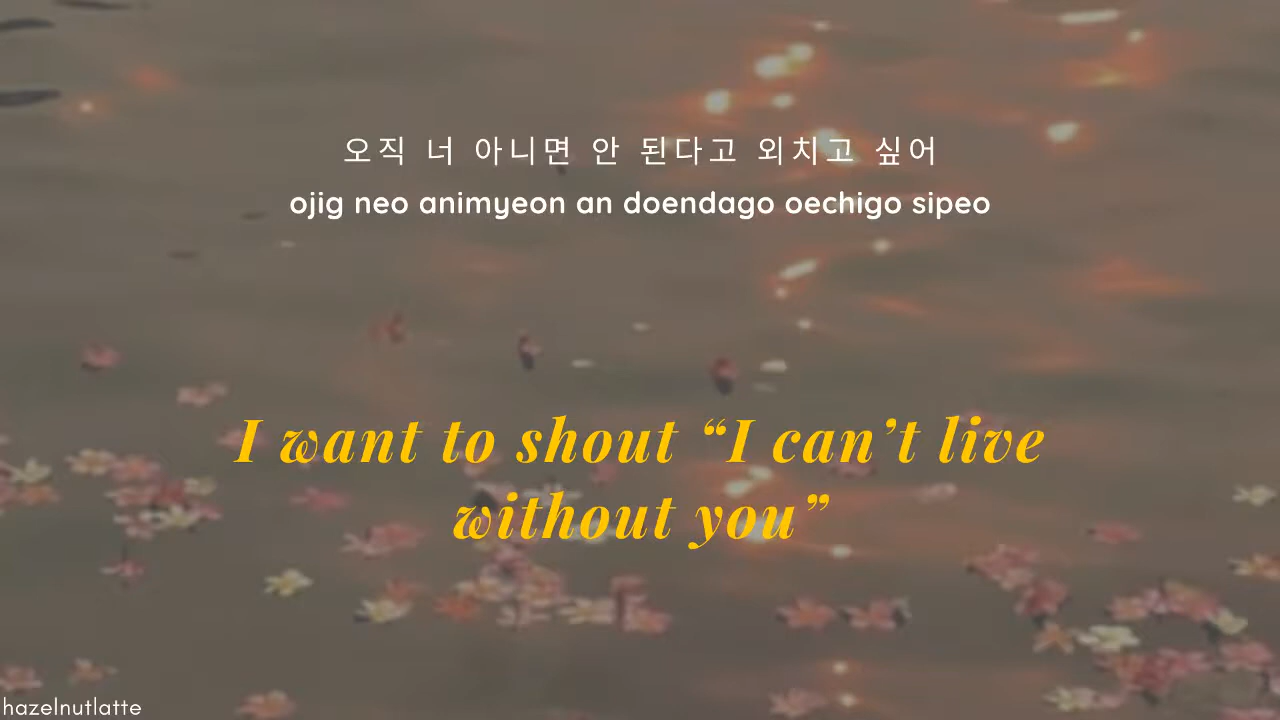 오직 너 아니면 안 된다고 외치고 싶어
ojig neo animyeon an doendago oechigo sipeo
I want to shout “I can’t live
without you”
hazelnutlatte